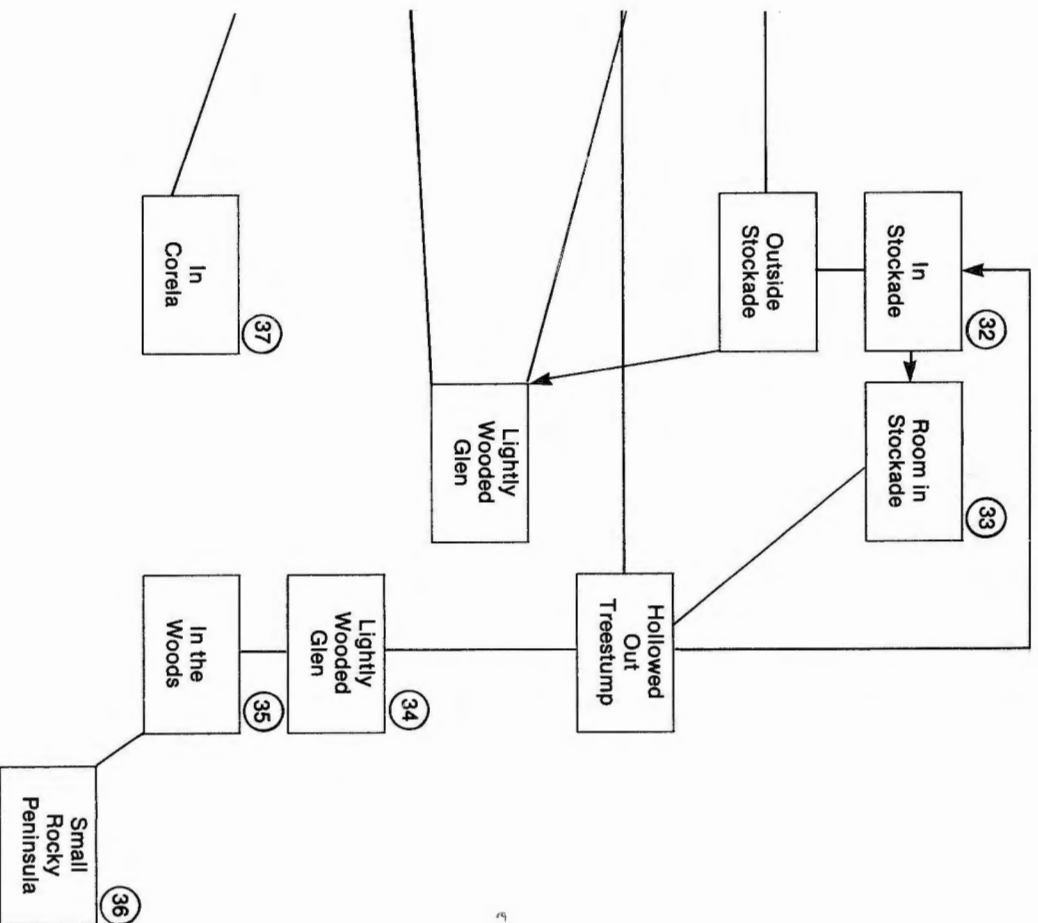 In
Stockade
32
Room in
Stockade
33
Outside
Stockade
Hollowed
Out
Treestump
Lightly
Wooded
Glen
Lightly
Wooded
Glen
34
In
Corela
37
In the
Woods
35
Small
Rocky
Peninsula
36